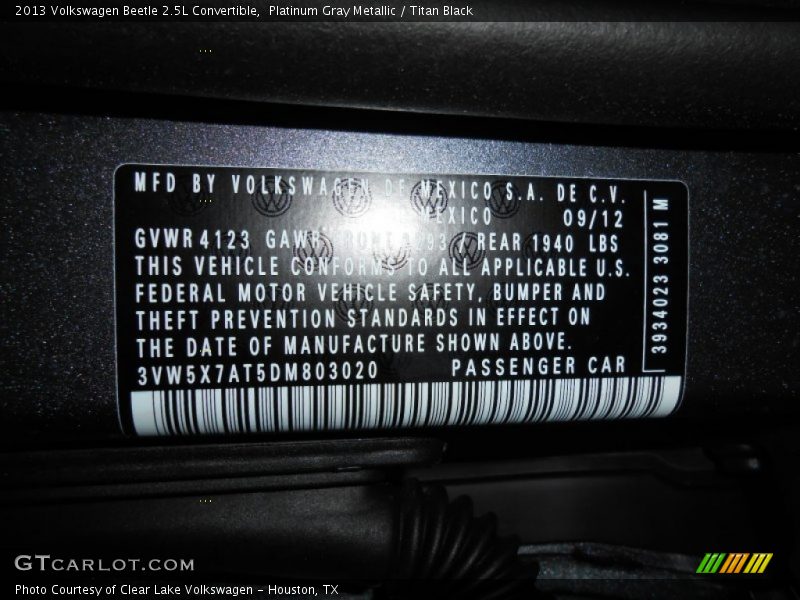 2013 Volkswagen Beetle 2.5L Convertible, Platinum Gray Metallic / Titan Black
MFD BY VOLKSWAGEN DE MEXICO S.A. DE C.V.
MEXICO 09/12
GVWR 4123 GAWR FRONT / REAR 1940 LBS
THIS VEHICLE CONFORMS TO ALL APPLICABLE U.S.
FEDERAL MOTOR VEHICLE SAFETY, BUMPER AND
THEFT PREVENTION STANDARDS IN EFFECT ON
THE DATE OF MANUFACTURE SHOWN ABOVE.
3VW5X7AT5DM803020 PASSENGER CAR
3934023 3081 M
GTCARLOT.COM
Photo Courtesy of Clear Lake Volkswagen - Houston, TX